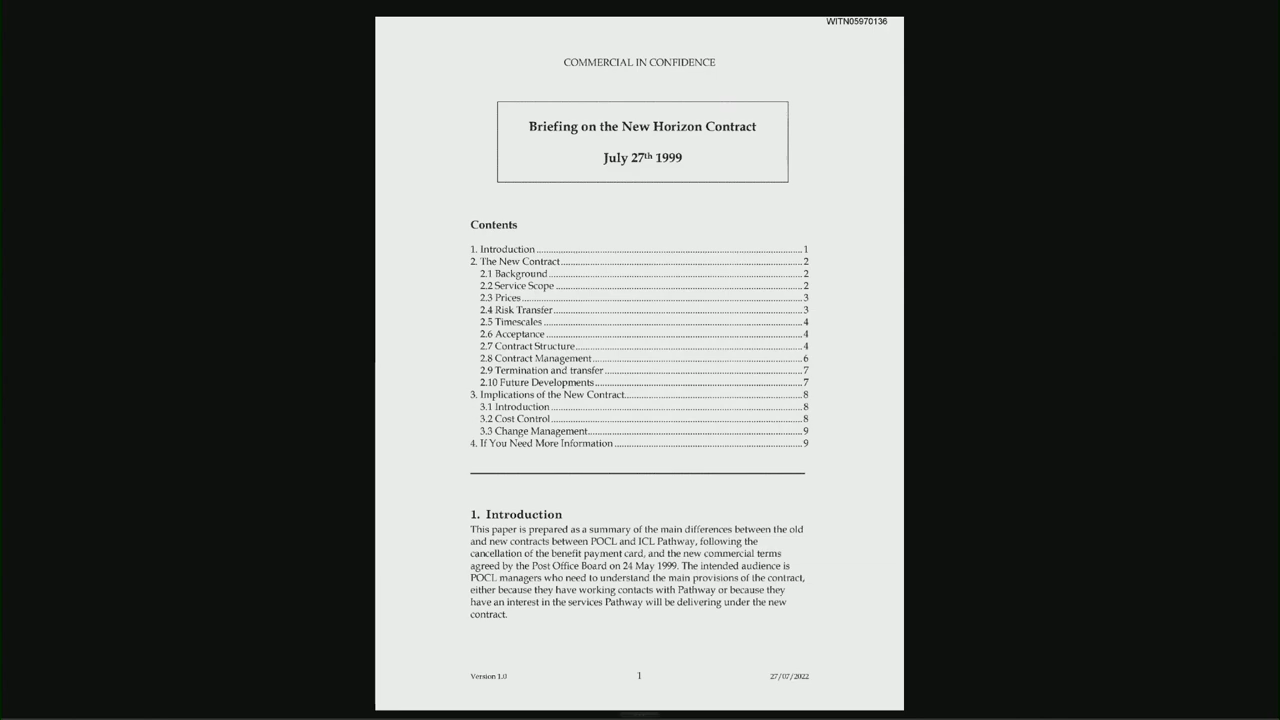 WITN05970136
COMMERCIAL IN CONFIDENCE
Briefing on the New Horizon Contract
July 27th 1999
Contents
1. Introduction 1
2. The New Contract 2
2.1 Background 2
2.2 Service Scope 2
2.3 Prices 3
2.4 Risk Transfer 3
2.5 Timescales 4
2.6 Acceptance 4
2.7 Contract Structure 4
2.8 Contract Management 6
2.9 Termination and transfer 7
2.10 Future Developments 7
3. Implications of the New Contract 8
3.1 Introduction 8
3.2 Cost Control 8
3.3 Change Management 9
4. If You Need More Information 9
1. Introduction
This paper is prepared as a summary of the main differences between the old
and new contracts between POCL and ICL Pathway, following the
cancellation of the benefit payment card, and the new commercial terms
agreed by the Post Office Board on 24 May 1999. The intended audience is
POCL managers who need to understand the main provisions of the contract,
either because they have working contacts with Pathway or because they
have an interest in the services Pathway will be delivering under the new
contract.
Version 1.0 1 27/07/2022